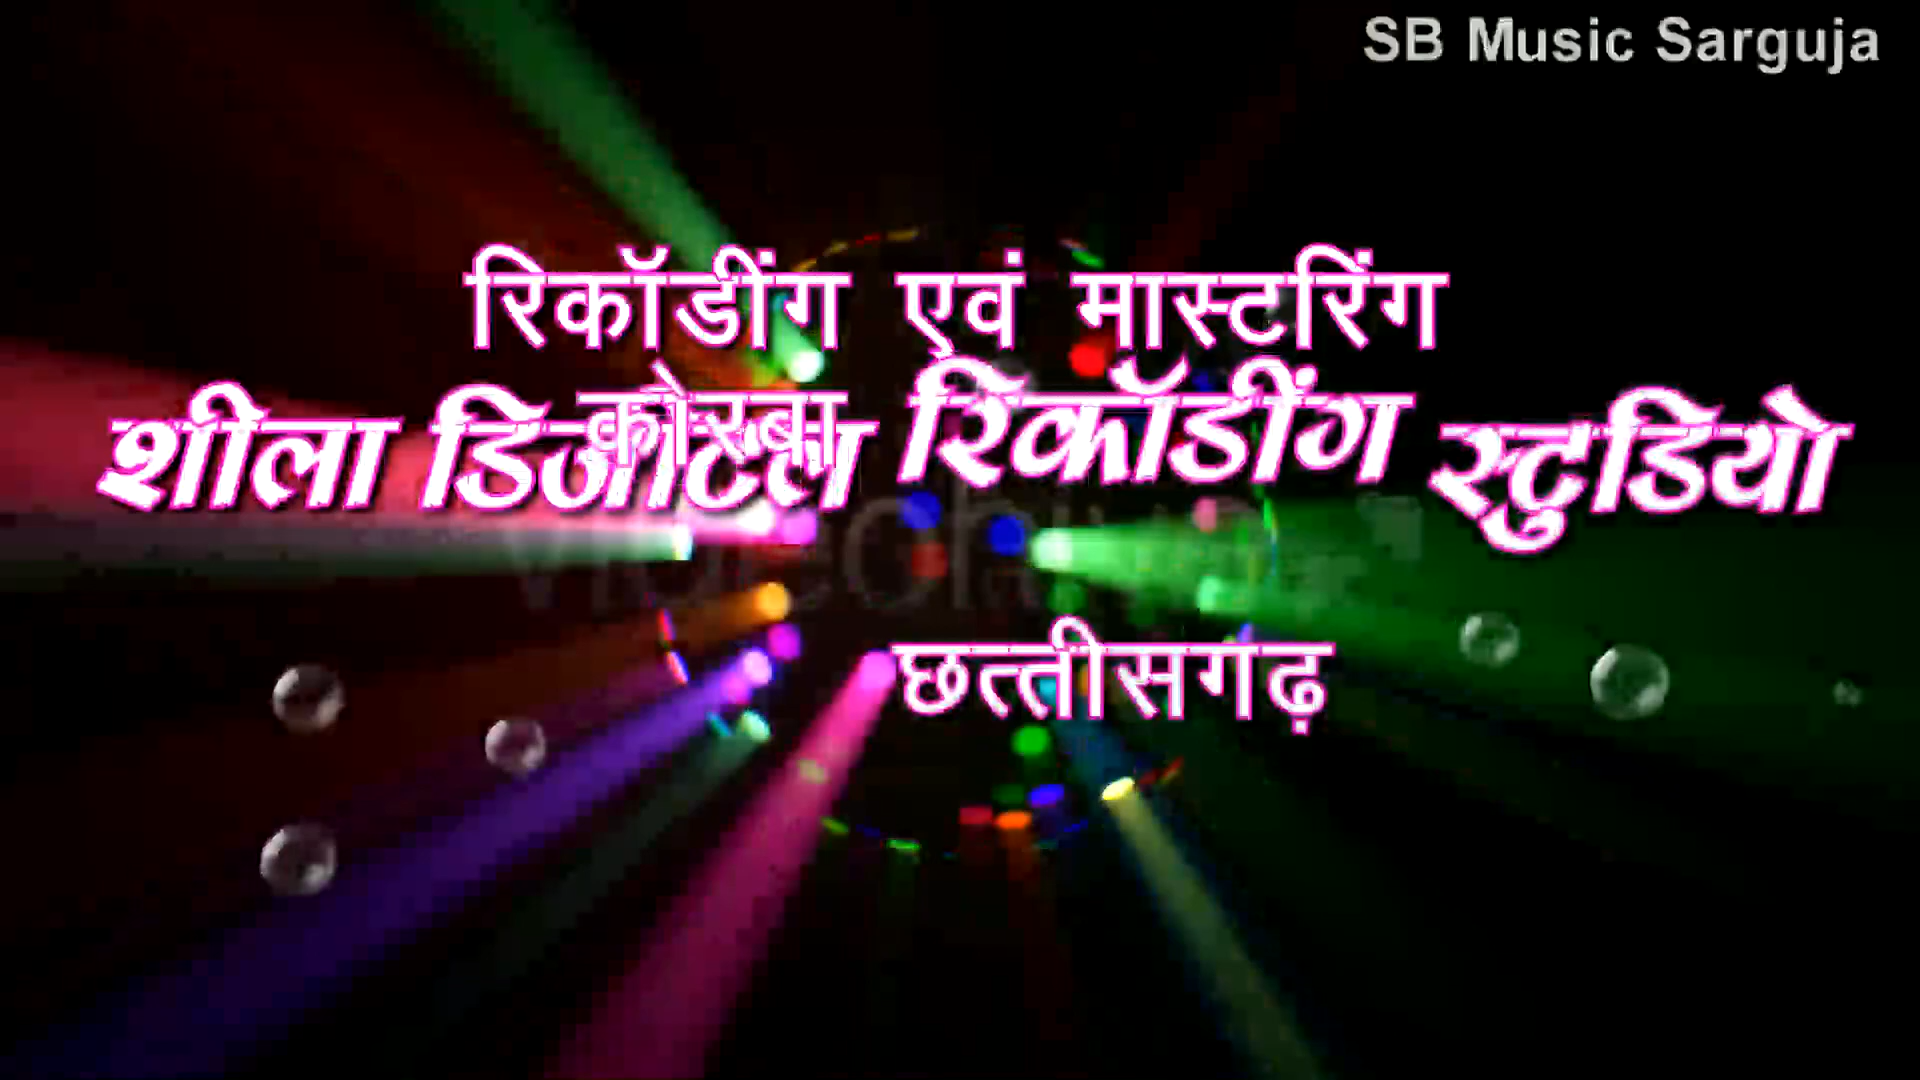 SB Music Sarguja
रिकॉडींग एवं मास्टरिंग
कोरबा
शीला डिजीटल रिकॉडींग स्टुडियो
छत्तीसगढ़